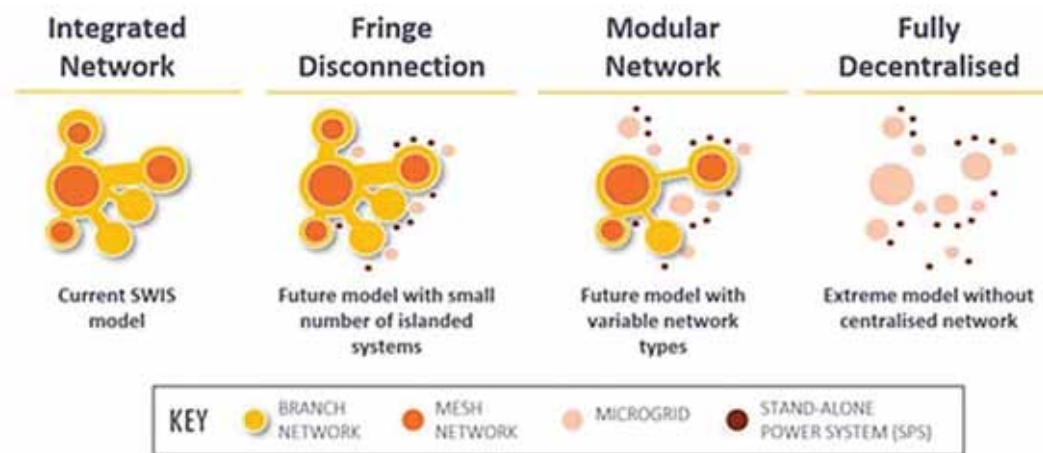 Integrated
Network
Fringe
Disconnection
Modular
Network
Fully
Decentralised
Current SWIS
model
Future model with small
number of islanded
systems
Future model with
variable network
types
Extreme model without
centralised network
KEY
BRANCH
NETWORK
MESH
NETWORK
MICROGRID
STAND-ALONE
POWER SYSTEM (SPS)